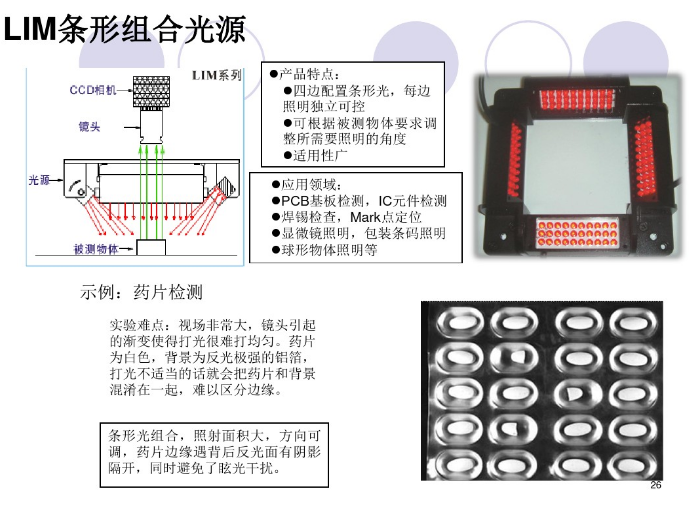 LIM条形组合光源
LIM系列
CCD相机
镜头
光源
被测物体
●产品特点：
●四边配置条形光，每边
照明独立可控
●可根据被测物体要求调
整所需要照明的角度
●适用性广
●应用领域：
●PCB基板检测，IC元件检测
●焊锡检查，Mark点定位
●显微镜照明，包装条码照明
●球形物体照明等
示例：药片检测
实验难点：视场非常大，镜头引起
的渐变使得打光很难打均匀。药片
为白色，背景为反光极强的铝箔，
打光不适当的话就会把药片和背景
混淆在一起，难以区分边缘。
条形光组合，照射面积大，方向可
调，药片边缘遇背后反光面有阴影
隔开，同时避免了眩光干扰。
26